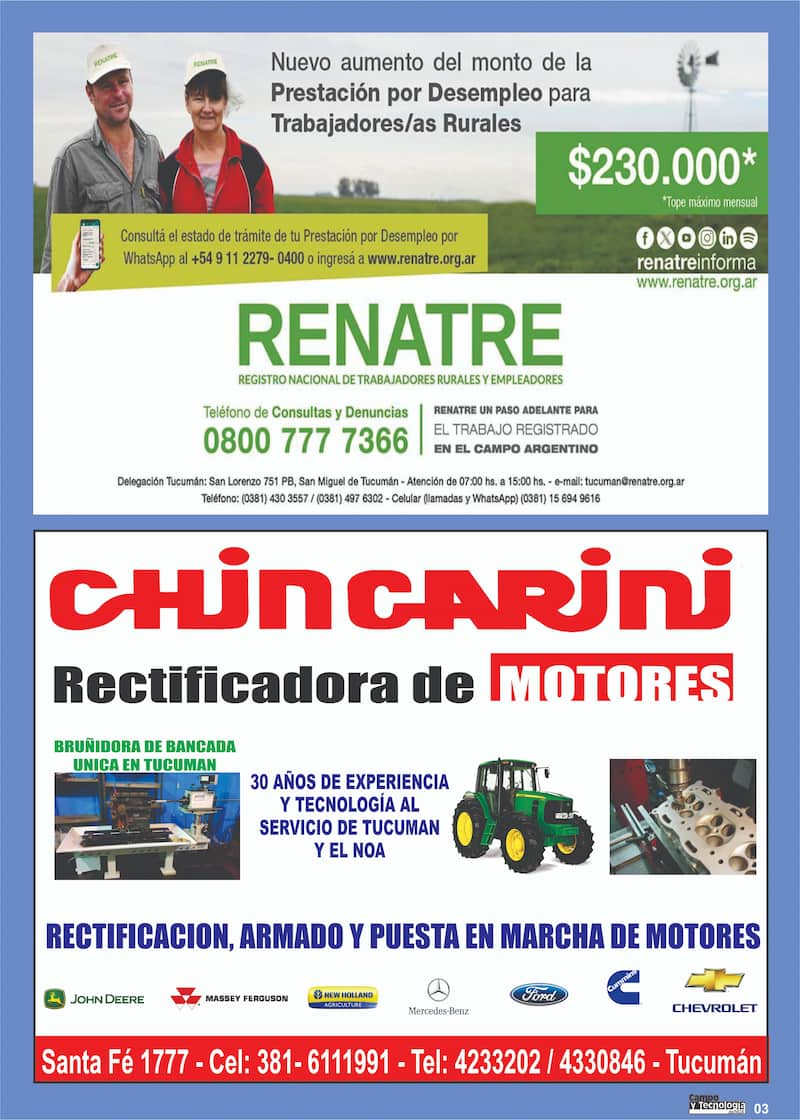 RENATRE
RENATRE
Nuevo aumento del monto de la
Prestación por Desempleo para
Trabajadores/as Rurales
$230.000*
*Tope máximo mensual
Consultá el estado de trámite de tu Prestación por Desempleo por
WhatsApp al +54 9 11 2279- 0400 o ingresá a www.renatre.org.ar
renatreinforma
www.renatre.org.ar
RENATRE
REGISTRO NACIONAL DE TRABAJADORES RURALES Y EMPLEADORES
Teléfono de Consultas y Denuncias
0800 777 7366
RENATRE UN PASO ADELANTE PARA
EL TRABAJO REGISTRADO
EN EL CAMPO ARGENTINO
Delegación Tucumán: San Lorenzo 751 PB, San Miguel de Tucumán - Atención de 07:00 hs. a 15:00 hs. - e-mail: tucuman@renatre.org.ar
Teléfono: (0381) 430 3557 / (0381) 497 6302 - Celular (llamadas y WhatsApp) (0381) 15 694 9616
CHINCARINI
Rectificadora de MOTORES
BRUÑIDORA DE BANCADA
UNICA EN TUCUMAN
30 AÑOS DE EXPERIENCIA
Y TECNOLOGÍA AL
SERVICIO DE TUCUMAN
Y EL NOA
RECTIFICACION, ARMADO Y PUESTA EN MARCHA DE MOTORES
JOHN DEERE
MASSEY FERGUSON
NEW HOLLAND
AGRICULTURE
Mercedes-Benz
Ford
Cummins
CHEVROLET
Santa Fé 1777 - Cel: 381- 6111991 - Tel: 4233202 / 4330846 - Tucumán
Campo
y Tecnología
03